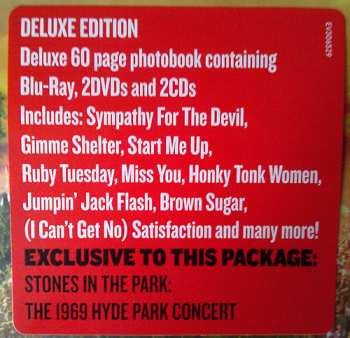 DELUXE EDITION
Deluxe 60 page photobook containing
Blu-Ray, 2DVDs and 2CDs
Includes: Sympathy For The Devil,
Gimme Shelter, Start Me Up,
Ruby Tuesday, Miss You, Honky Tonk Women,
Jumpin' Jack Flash, Brown Sugar,
(I Can't Get No) Satisfaction and many more!
EXCLUSIVE TO THIS PACKAGE:
STONES IN THE PARK:
THE 1969 HYDE PARK CONCERT
EV306529